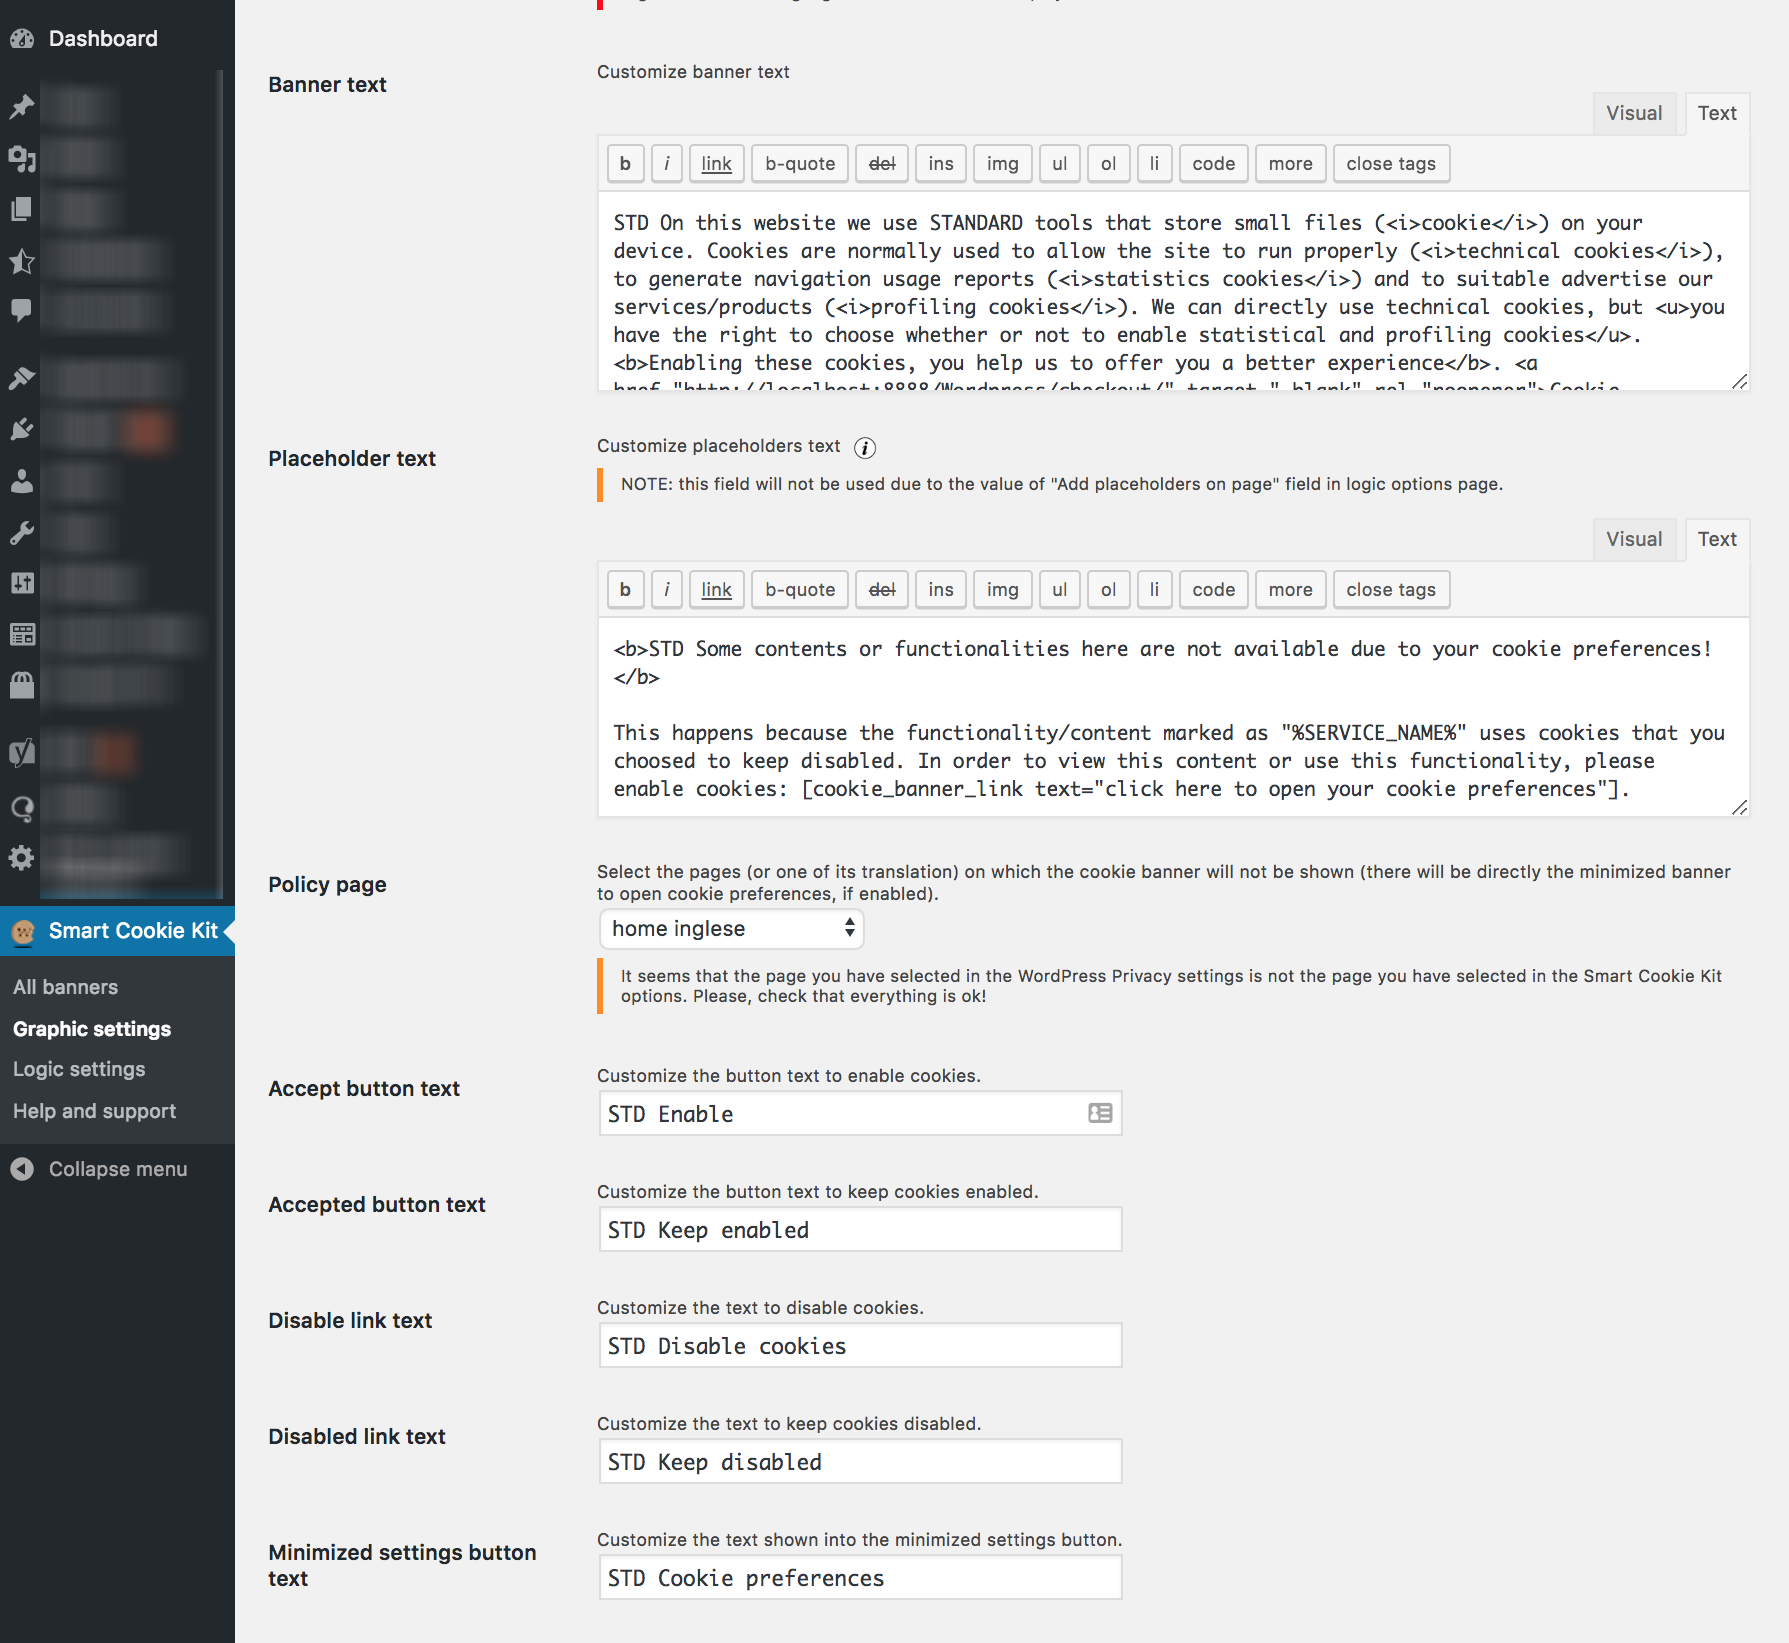 Dashboard
Smart Cookie Kit
All banners
Graphic settings
Logic settings
Help and support
Collapse menu
Banner text
Customize banner text
Visual
Text
b
i
link
b-quote
del
ins
img
ul
ol
li
code
more
close tags
STD On this website we use STANDARD tools that store small files (<i>cookie</i>) on your
device. Cookies are normally used to allow the site to run properly (<i>technical cookies</i>),
to generate navigation usage reports (<i>statistics cookies</i>) and to suitable advertise our
services/products (<i>profiling cookies</i>). We can directly use technical cookies, but <u>you
have the right to choose whether or not to enable statistical and profiling cookies</u>.
<b>Enabling these cookies, you help us to offer you a better experience</b>. <a
href="http://localhost:8888/Wordpress/checkout/" target="_blank" rel="noopener">Cookie
Placeholder text
Customize placeholders text
NOTE: this field will not be used due to the value of "Add placeholders on page" field in logic options page.
Visual
Text
b
i
link
b-quote
del
ins
img
ul
ol
li
code
more
close tags
<b>STD Some contents or functionalities here are not available due to your cookie preferences!
</b>
This happens because the functionality/content marked as "%SERVICE_NAME%" uses cookies that you
choosed to keep disabled. In order to view this content or use this functionality, please
enable cookies: [cookie_banner_link text="click here to open your cookie preferences"].
Policy page
Select the pages (or one of its translation) on which the cookie banner will not be shown (there will be directly the minimized banner
to open cookie preferences, if enabled).
home inglese
It seems that the page you have selected in the WordPress Privacy settings is not the page you have selected in the Smart Cookie Kit
options. Please, check that everything is ok!
Accept button text
Customize the button text to enable cookies.
STD Enable
Accepted button text
Customize the button text to keep cookies enabled.
STD Keep enabled
Disable link text
Customize the text to disable cookies.
STD Disable cookies
Disabled link text
Customize the text to keep cookies disabled.
STD Keep disabled
Minimized settings button
text
Customize the text shown into the minimized settings button.
STD Cookie preferences